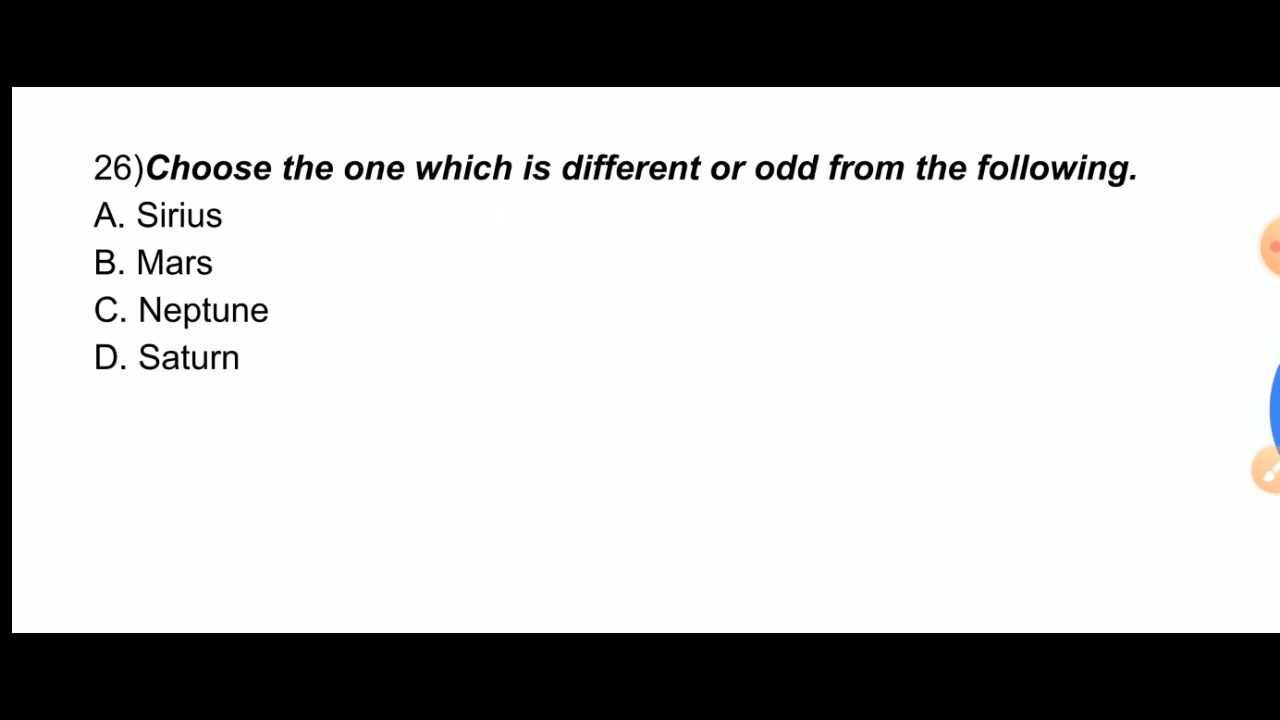 26)Choose the one which is different or odd from the following.
A. Sirius
B. Mars
C. Neptune
D. Saturn